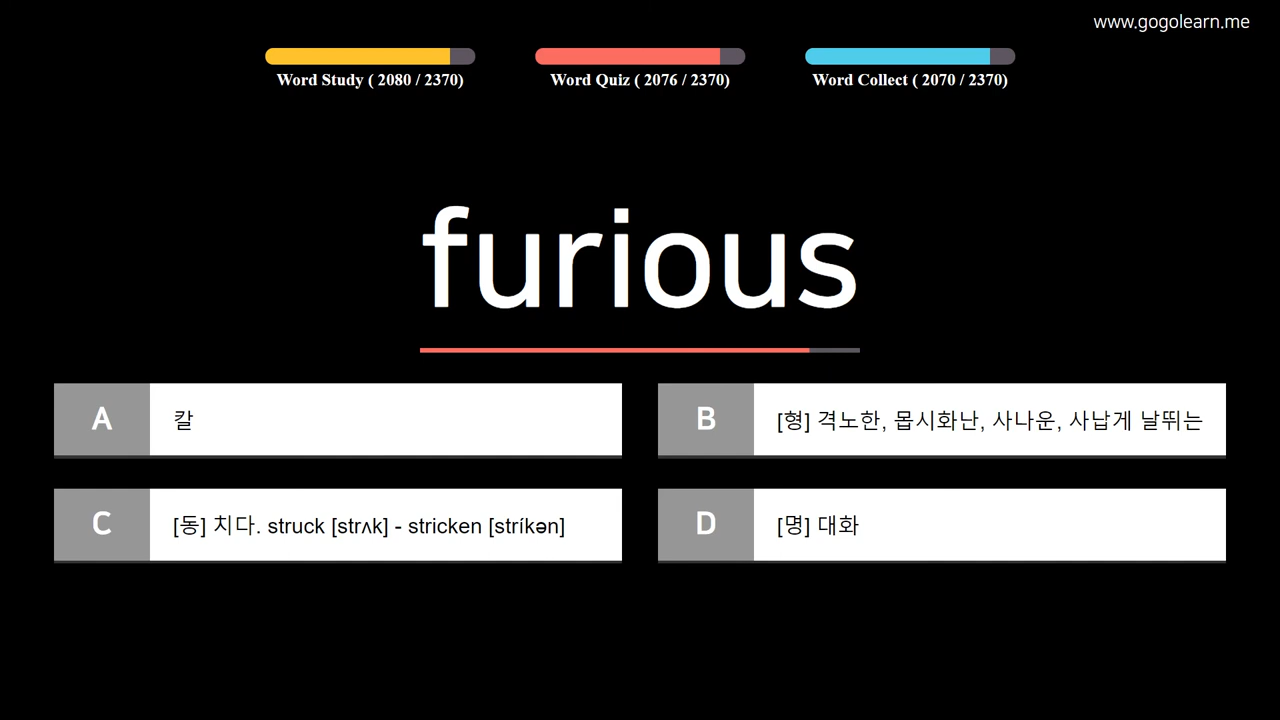 www.gogolearn.me
Word Study ( 2080 / 2370)
Word Quiz ( 2076 / 2370)
Word Collect ( 2070 / 2370)
furious
A 칼
B [형] 격노한, 몹시화난, 사나운, 사납게 날뛰는
C [동] 치다. struck [strʌk] - stricken [stríkən]
D [명] 대화